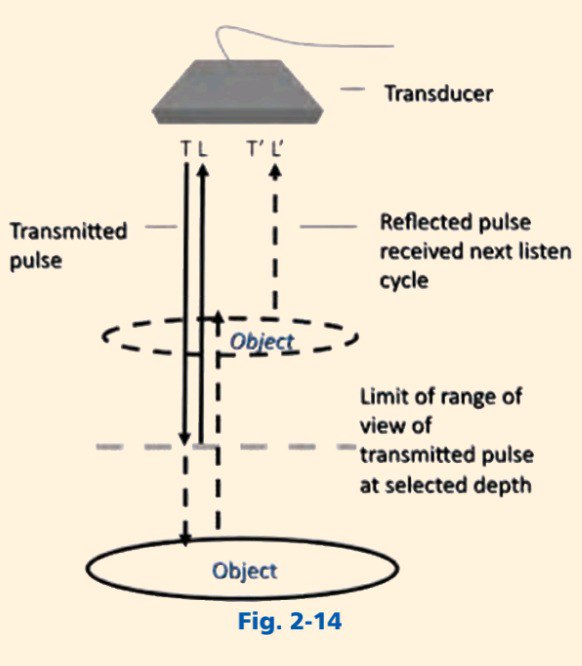 Transducer
T L T’ L’
Transmitted
pulse
Reflected pulse
received next listen
cycle
Object
Limit of range of
view of
transmitted pulse
at selected depth
Object
Fig. 2-14